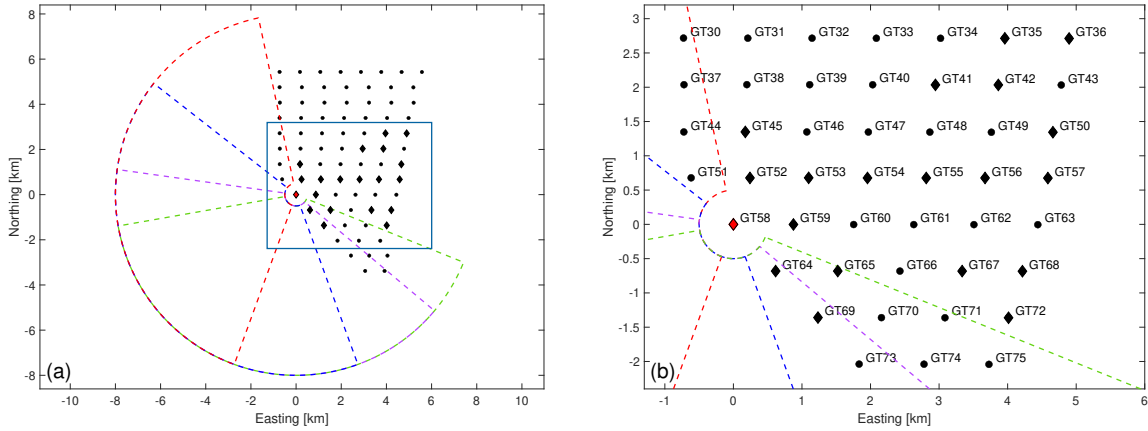 8
6
4
2
0
-2
-4
-6
-8
Northing [km]
(a)
-10 -8 -6 -4 -2 0 2 4 6 8 10
Easting [km]
3
2.5
2
1.5
1
0.5
0
-0.5
-1
-1.5
-2
Northing [km]
GT30 GT31 GT32 GT33 GT34 GT35 GT36
GT37 GT38 GT39 GT40 GT41 GT42 GT43
GT44 GT45 GT46 GT47 GT48 GT49 GT50
GT51 GT52 GT53 GT54 GT55 GT56 GT57
GT58 GT59 GT60 GT61 GT62 GT63
GT64 GT65 GT66 GT67 GT68
GT69 GT70 GT71 GT72
GT73 GT74 GT75
(b)
-1 0 1 2 3 4 5 6
Easting [km]